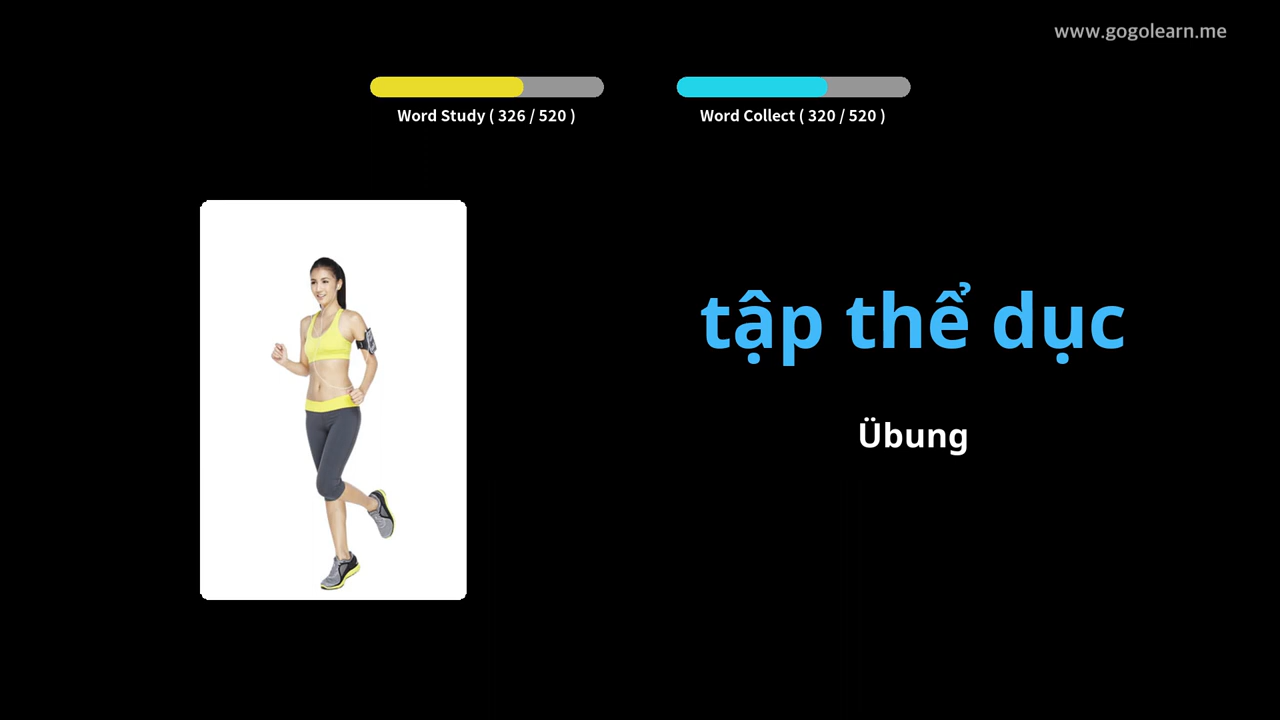 www.gogolearn.me
Word Study ( 326 / 520 )
Word Collect ( 320 / 520 )
tập thể dục
Übung